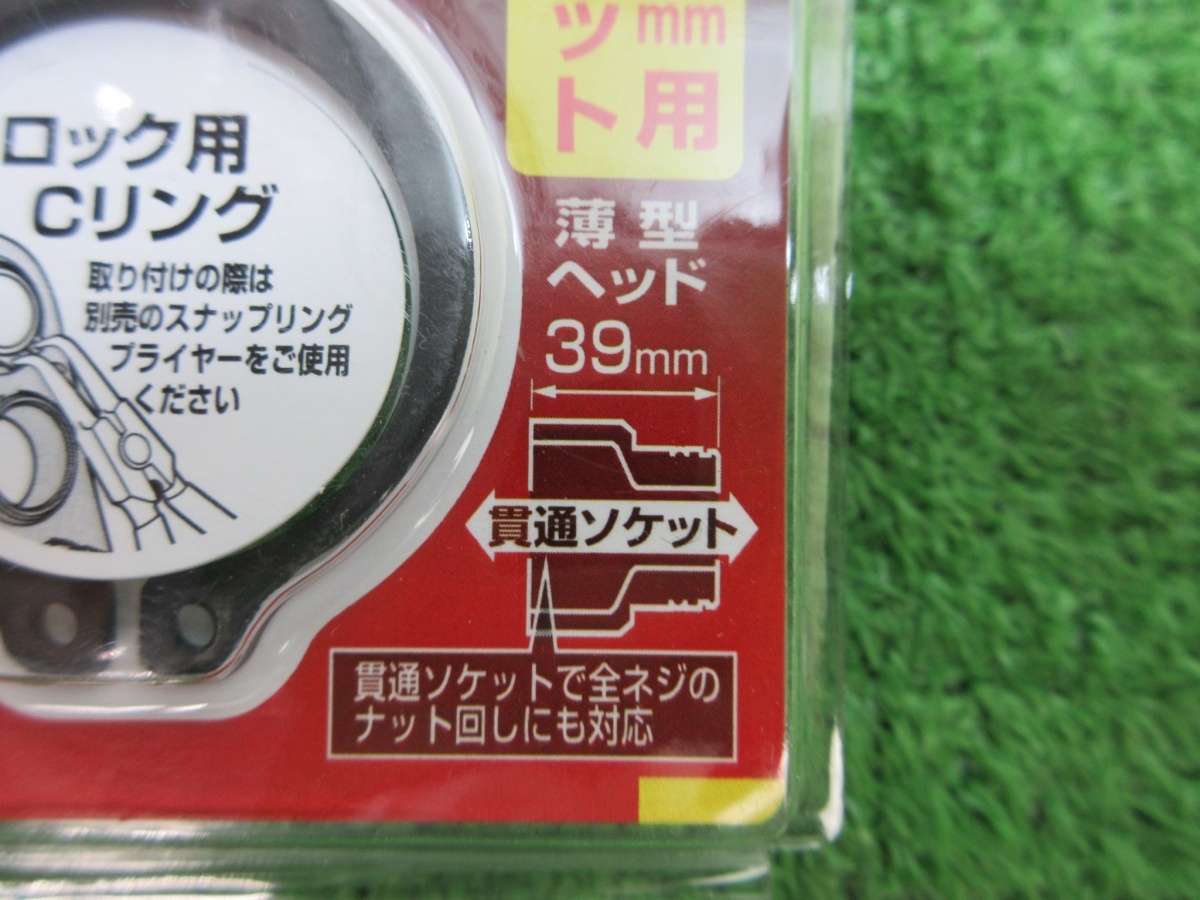 ロック用
Cリング
取り付けの際は
別売のスナップリング
プライヤーをご使用
ください
mm用
ット
薄型
ヘッド
39mm
貫通ソケット
貫通ソケットで全ネジの
ナット回しにも対応